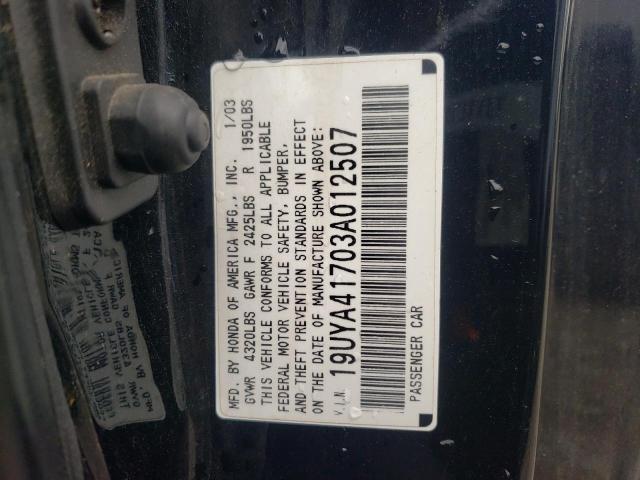 MFD. BY HONDA OF AMERICA MFG., INC. 1/03
GVWR 4320LBS GAWR F 2425LBS R 1950LBS
THIS VEHICLE CONFORMS TO ALL APPLICABLE
FEDERAL MOTOR VEHICLE SAFETY, BUMPER,
AND THEFT PREVENTION STANDARDS IN EFFECT
ON THE DATE OF MANUFACTURE SHOWN ABOVE:
V.I.N. 19UYA41703A012507
PASSENGER CAR